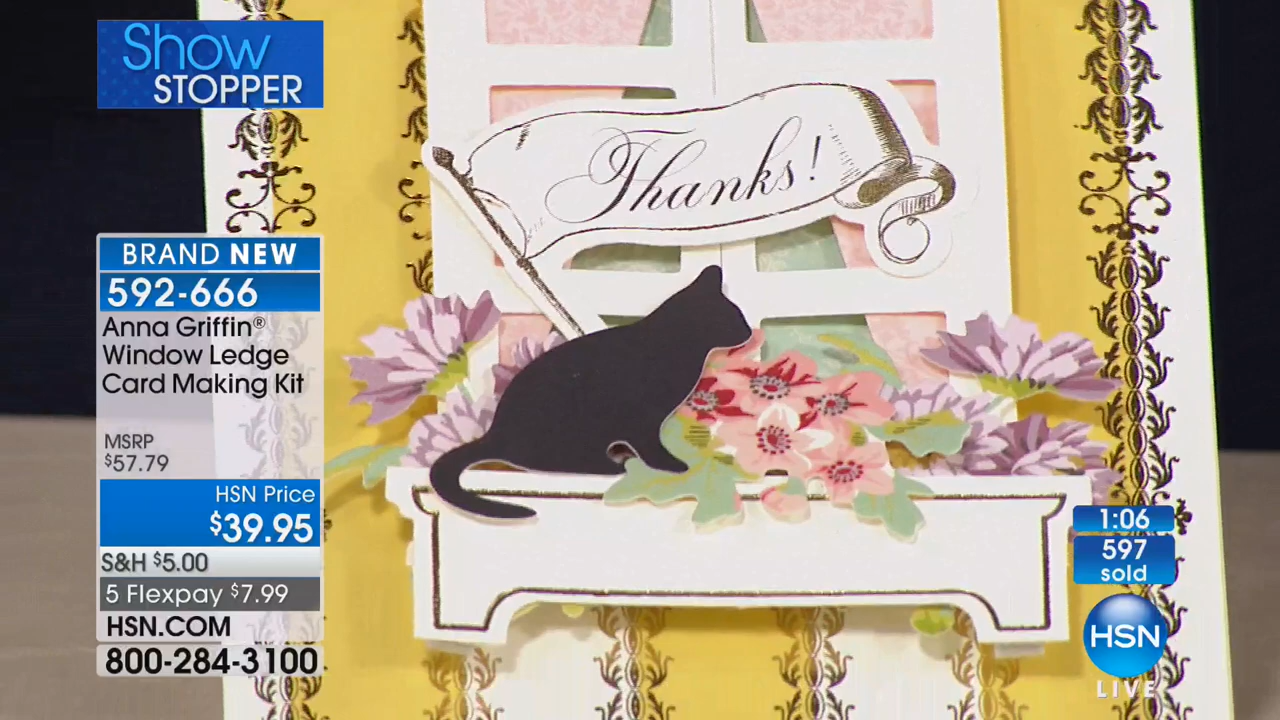 Show
STOPPER
Thanks!
BRAND NEW
592-666
Anna Griffin®
Window Ledge
Card Making Kit
MSRP
$57.79
HSN Price
$39.95
S&H $5.00
5 Flexpay $7.99
HSN.COM
800-284-3100
1:06
597
sold
HSN
LIVE